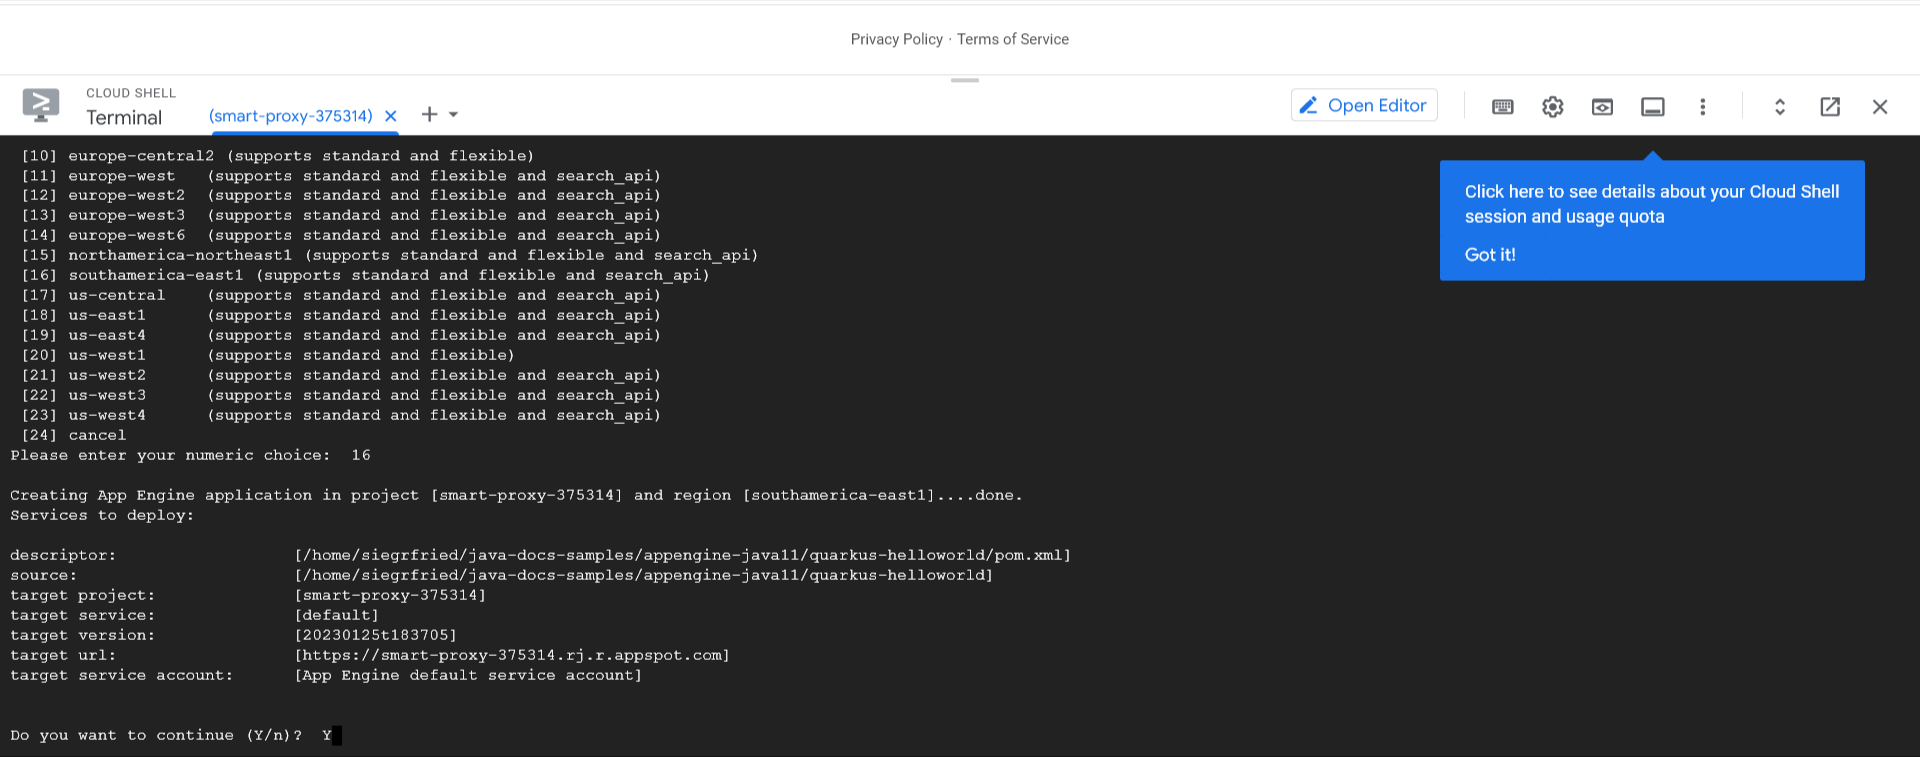 Privacy Policy · Terms of Service
CLOUD SHELL
Terminal
(smart-proxy-375314)
Open Editor
[10] europe-central2 (supports standard and flexible)
[11] europe-west   (supports standard and flexible and search_api)
[12] europe-west2  (supports standard and flexible and search_api)
[13] europe-west3  (supports standard and flexible and search_api)
[14] europe-west6  (supports standard and flexible and search_api)
[15] northamerica-northeast1 (supports standard and flexible and search_api)
[16] southamerica-east1 (supports standard and flexible and search_api)
[17] us-central    (supports standard and flexible and search_api)
[18] us-east1      (supports standard and flexible and search_api)
[19] us-east4      (supports standard and flexible and search_api)
[20] us-west1      (supports standard and flexible)
[21] us-west2      (supports standard and flexible and search_api)
[22] us-west3      (supports standard and flexible and search_api)
[23] us-west4      (supports standard and flexible and search_api)
[24] cancel
Please enter your numeric choice:  16
Creating App Engine application in project [smart-proxy-375314] and region [southamerica-east1]....done.
Services to deploy:
descriptor:                  [/home/siegrfried/java-docs-samples/appengine-java11/quarkus-helloworld/pom.xml]
source:                      [/home/siegrfried/java-docs-samples/appengine-java11/quarkus-helloworld]
target project:              [smart-proxy-375314]
target service:              [default]
target version:              [20230125t183705]
target url:                  [https://smart-proxy-375314.rj.r.appspot.com]
target service account:      [App Engine default service account]
Do you want to continue (Y/n)?  Y
Click here to see details about your Cloud Shell
session and usage quota
Got it!